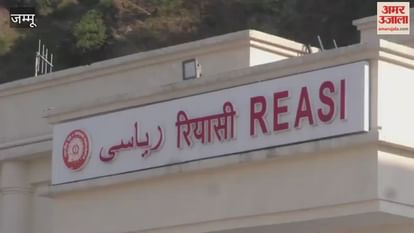 जम्मू
अमर उजाला
amarujala.com
ریاسی रियासी REASI